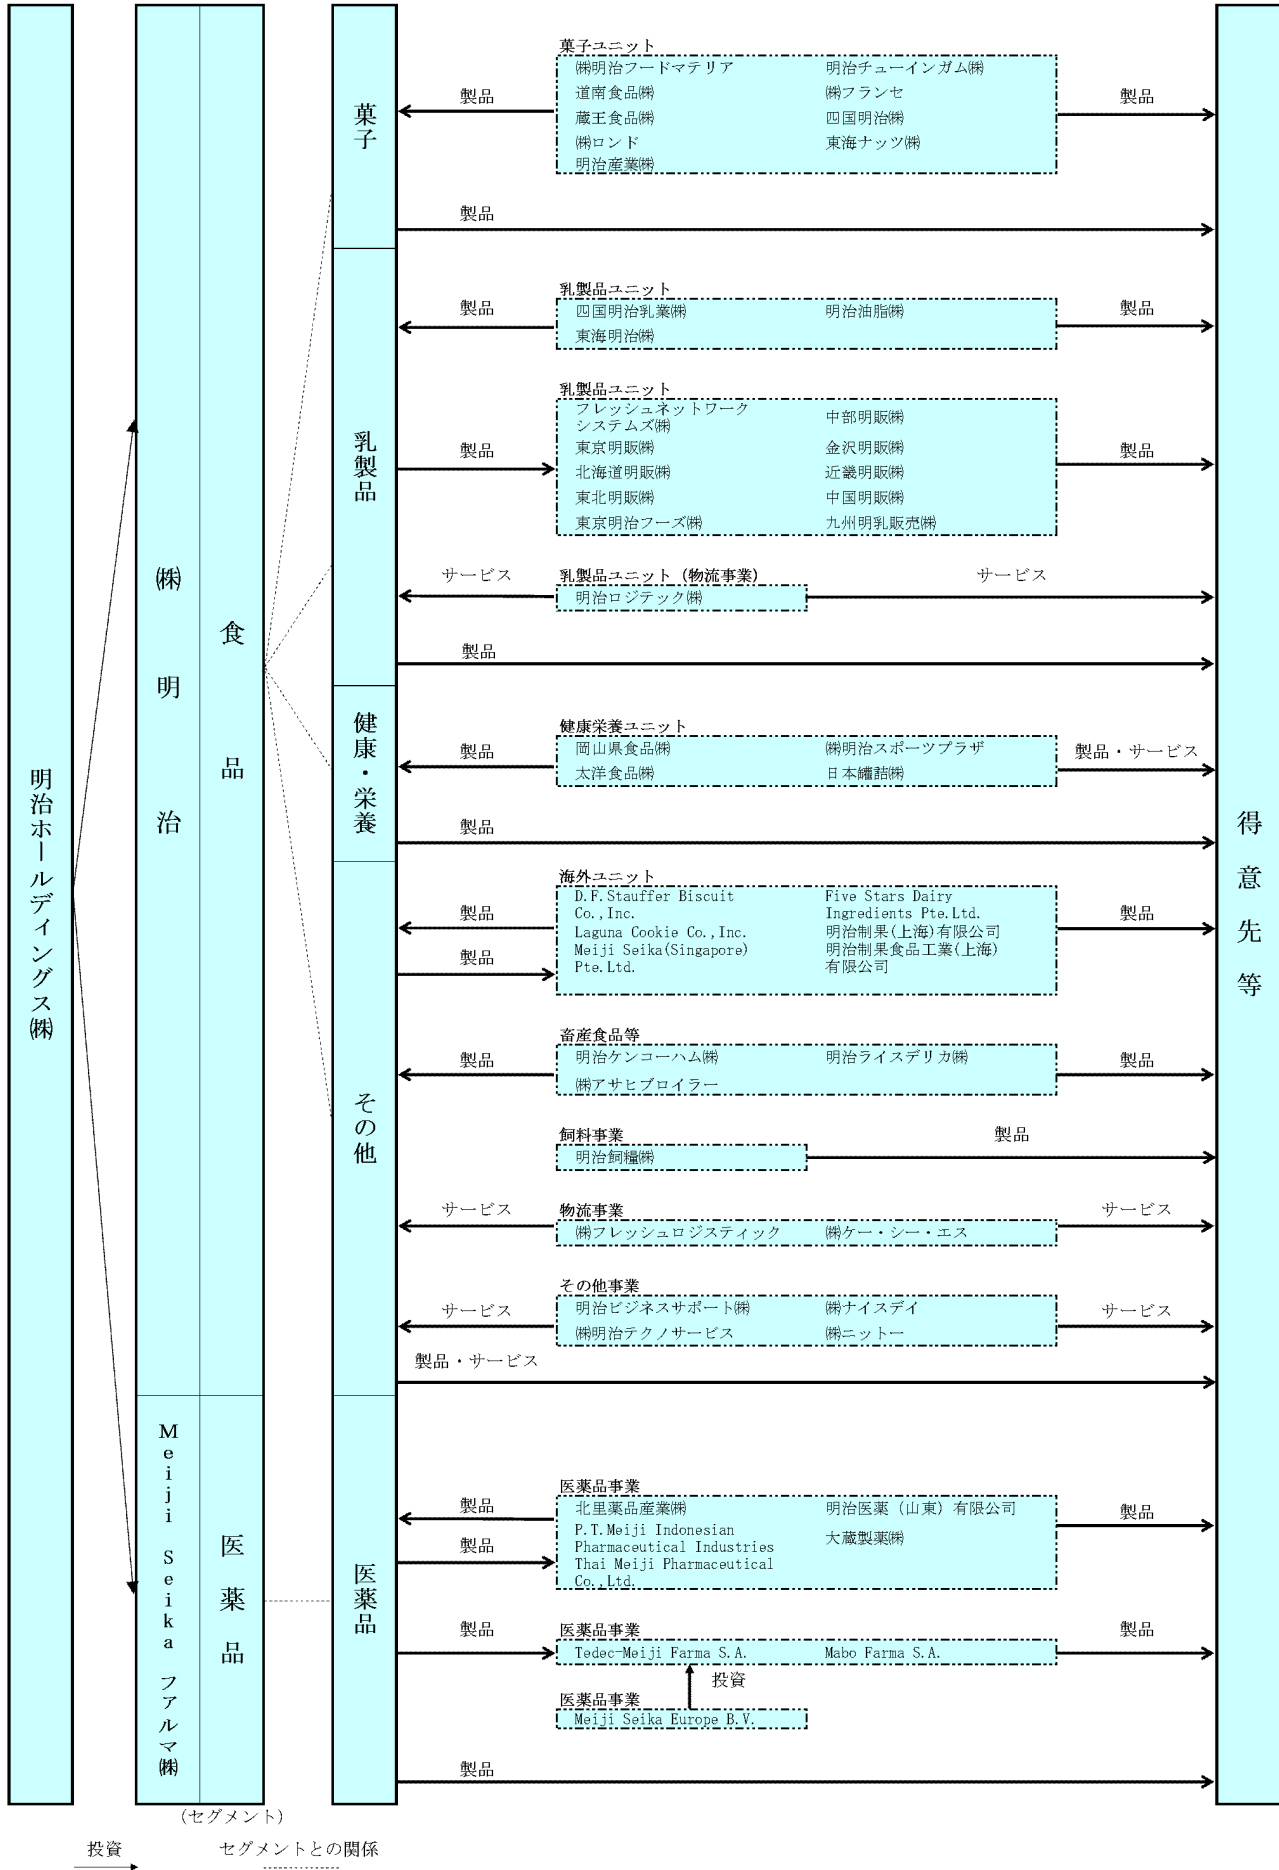 明治ホールディングス㈱
㈱明治
食品
Meiji Seika ファルマ㈱
医薬品
(セグメント)
菓子
製品
菓子ユニット
㈱明治フードマテリア 明治チューインガム㈱
道南食品㈱ ㈱フランセ
蔵王食品㈱ 四国明治㈱
㈱ロンド 東海ナッツ㈱
明治産業㈱
製品
製品
乳製品
乳製品ユニット
製品
四国明治乳業㈱ 明治油脂㈱
東海明治㈱
製品
乳製品ユニット
フレッシュネットワーク
システムズ㈱ 中部明販㈱
製品
東京明販㈱ 金沢明販㈱
北海道明販㈱ 近畿明販㈱
東北明販㈱ 中国明販㈱
東京明治フーズ㈱ 九州明乳販売㈱
製品
サービス
乳製品ユニット（物流事業）
明治ロジテック㈱
サービス
製品
健康・栄養
健康栄養ユニット
製品
岡山県食品㈱ ㈱明治スポーツプラザ
太洋食品㈱ 日本罐詰㈱
製品・サービス
製品
その他
海外ユニット
製品
製品
D.F.Stauffer Biscuit
Co.,Inc.
Laguna Cookie Co.,Inc.
Meiji Seika(Singapore)
Pte.Ltd.
Five Stars Dairy
Ingredients Pte.Ltd.
明治制果(上海)有限公司
明治制果食品工業(上海)
有限公司
製品
畜産食品等
製品
明治ケンコーハム㈱ 明治ライスデリカ㈱
㈱アサヒブロイラー
製品
飼料事業
明治飼糧㈱
製品
物流事業
サービス
㈱フレッシュロジスティック ㈱ケー・シー・エス
サービス
その他事業
サービス
明治ビジネスサポート㈱ ㈱ナイスデイ
㈱明治テクノサービス ㈱ニットー
サービス
製品・サービス
医薬品
医薬品事業
製品
製品
北里薬品産業㈱
P.T.Meiji Indonesian
Pharmaceutical Industries
Thai Meiji Pharmaceutical
Co.,Ltd.
明治医薬（山東）有限公司
大蔵製薬㈱
製品
医薬品事業
製品
Tedec-Meiji Farma S.A. Mabo Farma S.A.
製品
投資
医薬品事業
Meiji Seika Europe B.V.
製品
得意先等
投資
セグメントとの関係